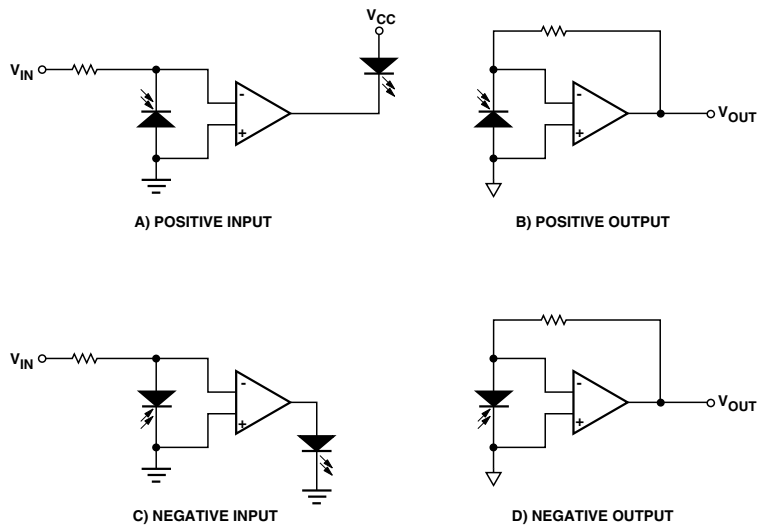 V_CC
V_IN
-
+
-
+
V_OUT
A) POSITIVE INPUT
B) POSITIVE OUTPUT
V_IN
-
+
-
+
V_OUT
C) NEGATIVE INPUT
D) NEGATIVE OUTPUT